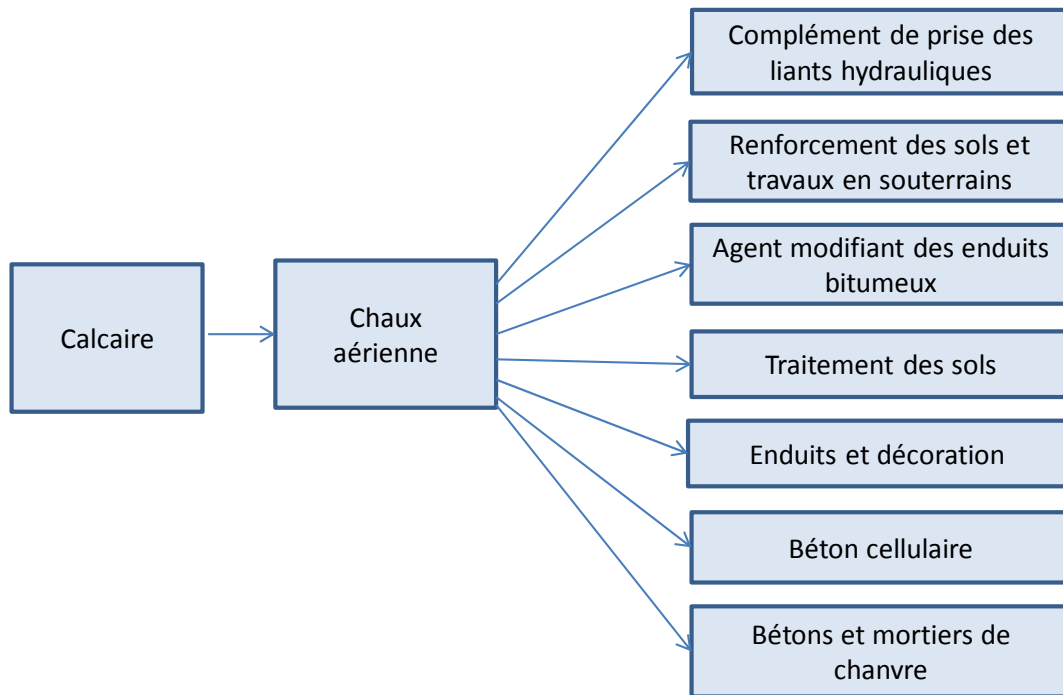 Calcaire
Chaux
aérienne
Complément de prise des
liants hydrauliques
Renforcement des sols et
travaux en souterrains
Agent modifiant des enduits
bitumeux
Traitement des sols
Enduits et décoration
Béton cellulaire
Bétons et mortiers de
chanvre